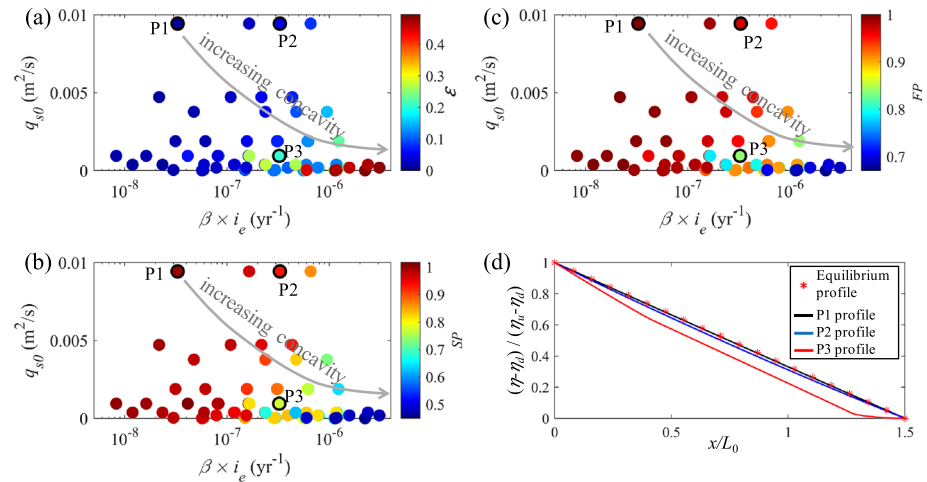 (a)
0.01
0.005
0
q_s0 (m²/s)
P1
P2
P3
increasing concavity
10⁻⁸
10⁻⁷
10⁻⁶
β × i_e (yr⁻¹)
0.4
0.3
0.2
0.1
0
ε
(c)
0.01
0.005
0
q_s0 (m²/s)
P1
P2
P3
increasing concavity
10⁻⁸
10⁻⁷
10⁻⁶
β × i_e (yr⁻¹)
1
0.9
0.8
0.7
FP
(b)
0.01
0.005
0
q_s0 (m²/s)
P1
P2
P3
increasing concavity
10⁻⁸
10⁻⁷
10⁻⁶
β × i_e (yr⁻¹)
1
0.9
0.8
0.7
0.6
0.5
SP
(d)
1
0.8
0.6
0.4
0.2
0
(η-η_d) / (η_u-η_d)
Equilibrium
profile
P1 profile
P2 profile
P3 profile
0
0.5
1
1.5
x/L₀